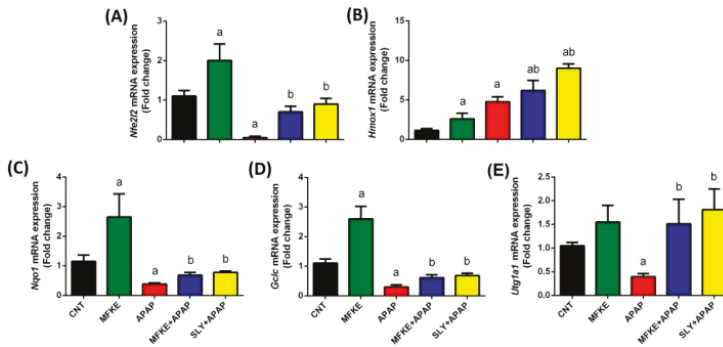 (A)
Nfe2l2 mRNA expression
(Fold change)
3
2
1
0
a
a
b
b
(B)
Hmox1 mRNA expression
(Fold change)
15
10
5
0
a
a
ab
ab
(C)
Nqo1 mRNA expression
(Fold change)
4
3
2
1
0
a
a
b
b
CNT
MFKE
APAP
MFKE+APAP
SLY+APAP
(D)
Gclc mRNA expression
(Fold change)
4
3
2
1
0
a
a
b
b
CNT
MFKE
APAP
MFKE+APAP
SLY+APAP
(E)
Utg1a1 mRNA expression
(Fold change)
2.5
2.0
1.5
1.0
0.5
0.0
a
b
b
CNT
MFKE
APAP
MFKE+APAP
SLY+APAP